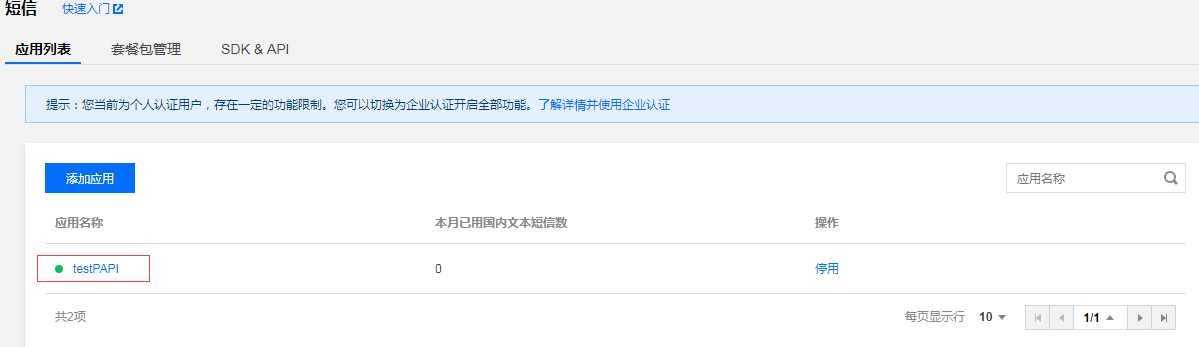 短信 快速入门
应用列表 套餐包管理 SDK & API
提示：您当前为个人认证用户，存在一定的功能限制。您可以切换为企业认证开启全部功能。了解详情并使用企业认证
添加应用 应用名称
应用名称 本月已用国内文本短信数 操作
testPAPI 0 停用
共2项 每页显示行 10 1/1